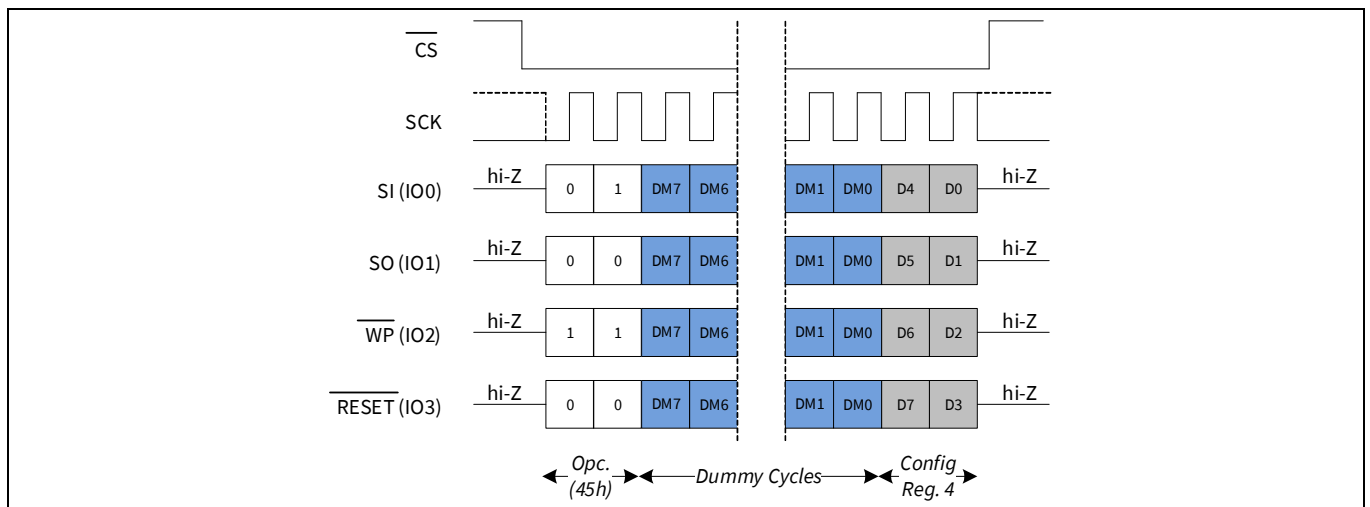 CS
SCK
SI (IO0) hi-Z 0 1 DM7 DM6 DM1 DM0 D4 D0 hi-Z
SO (IO1) hi-Z 0 0 DM7 DM6 DM1 DM0 D5 D1 hi-Z
WP (IO2) hi-Z 1 1 DM7 DM6 DM1 DM0 D6 D2 hi-Z
RESET (IO3) hi-Z 0 0 DM7 DM6 DM1 DM0 D7 D3 hi-Z
Opc. Dummy Cycles Config
(45h) Reg. 4